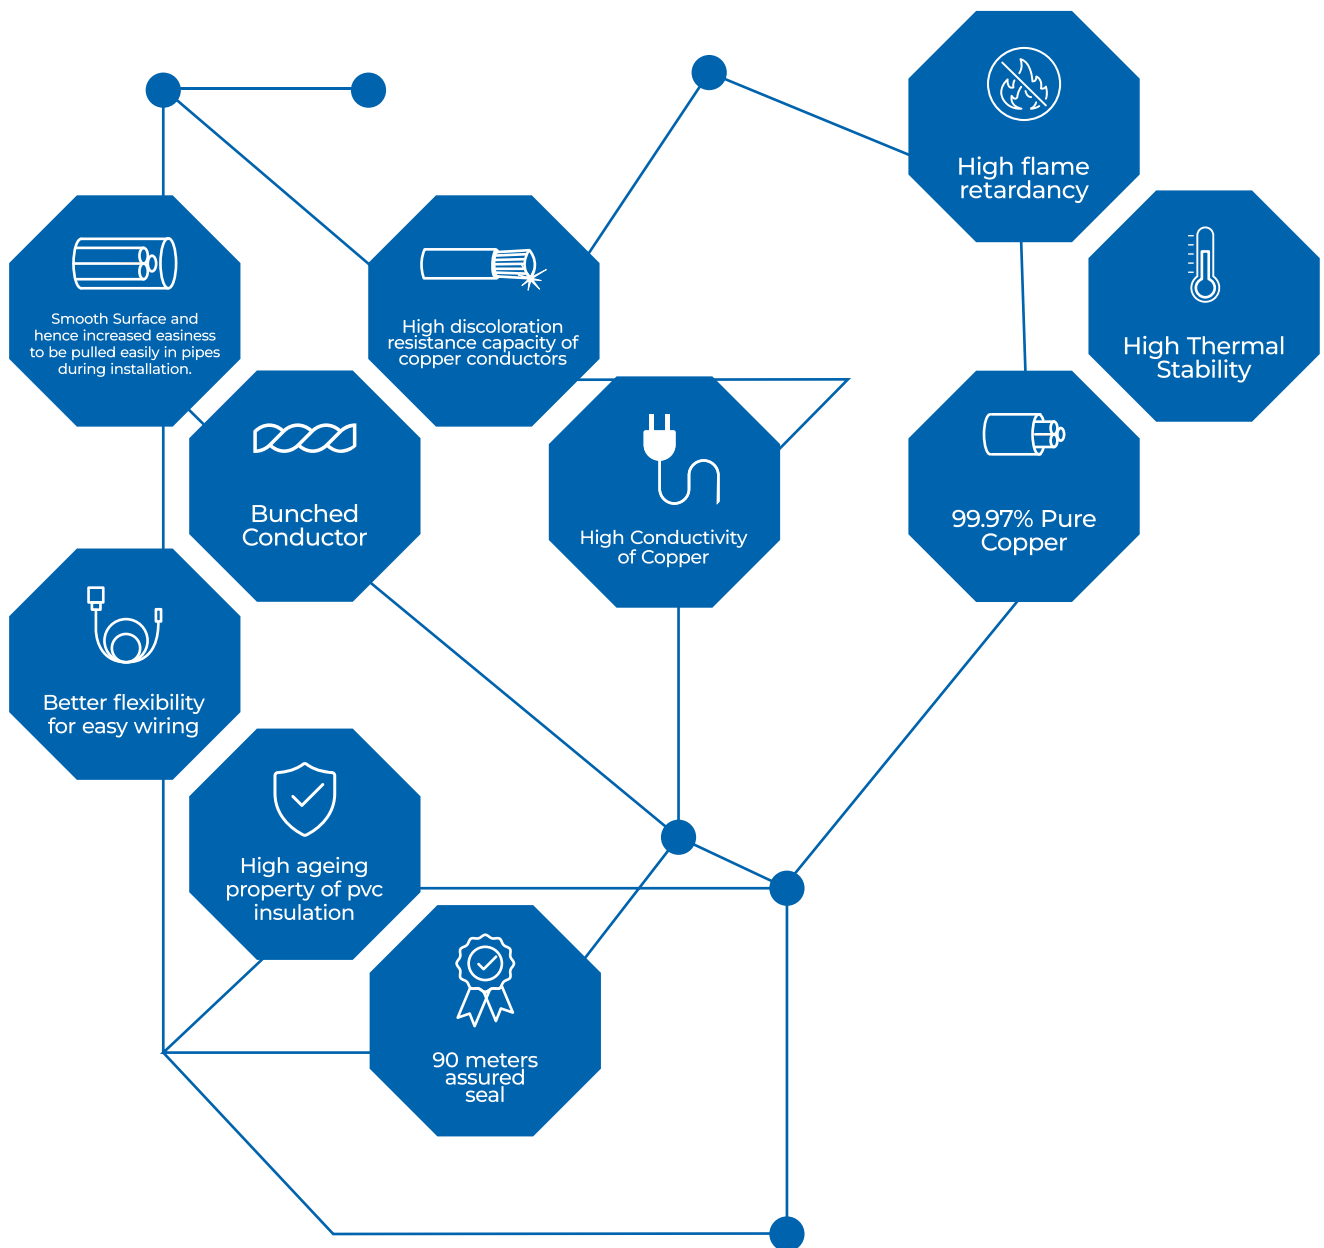 High flame
retardancy
Smooth Surface and
hence increased easiness
to be pulled easily in pipes
during installation.
High discoloration
resistance capacity of
copper conductors
High Thermal
Stability
Bunched
Conductor
High Conductivity
of Copper
99.97% Pure
Copper
Better flexibility
for easy wiring
High ageing
property of pvc
insulation
90 meters
assured
seal